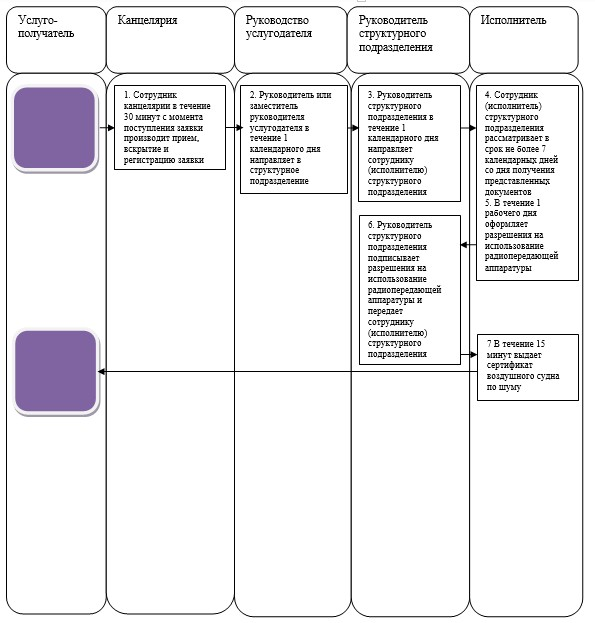 Услуго-
получатель
Канцелярия
Руководство
услугодателя
Руководитель
структурного
подразделения
Исполнитель
1. Сотрудник
канцелярии в течение
30 минут с момента
поступления заявки
производит прием,
вскрытие и
регистрацию заявки
2. Руководитель или
заместитель
руководителя
услугодателя в
течение 1
календарного дня
направляет в
структурное
подразделение
3. Руководитель
структурного
подразделения в
течение 1
календарного дня
направляет
сотруднику
(исполнителю)
структурного
подразделения
4. Сотрудник
(исполнитель)
структурного
подразделения
рассматривает в
срок не более 7
календарных дней
со дня получения
представленных
документов
5. В течение 1
рабочего дня
оформляет
разрешения на
использование
радиопередающей
аппаратуры
6. Руководитель
структурного
подразделения
подписывает
разрешения на
использование
радиопередающей
аппаратуры и
передает
сотруднику
(исполнителю)
структурного
подразделения
7 В течение 15
минут выдает
сертификат
воздушного судна
по шуму